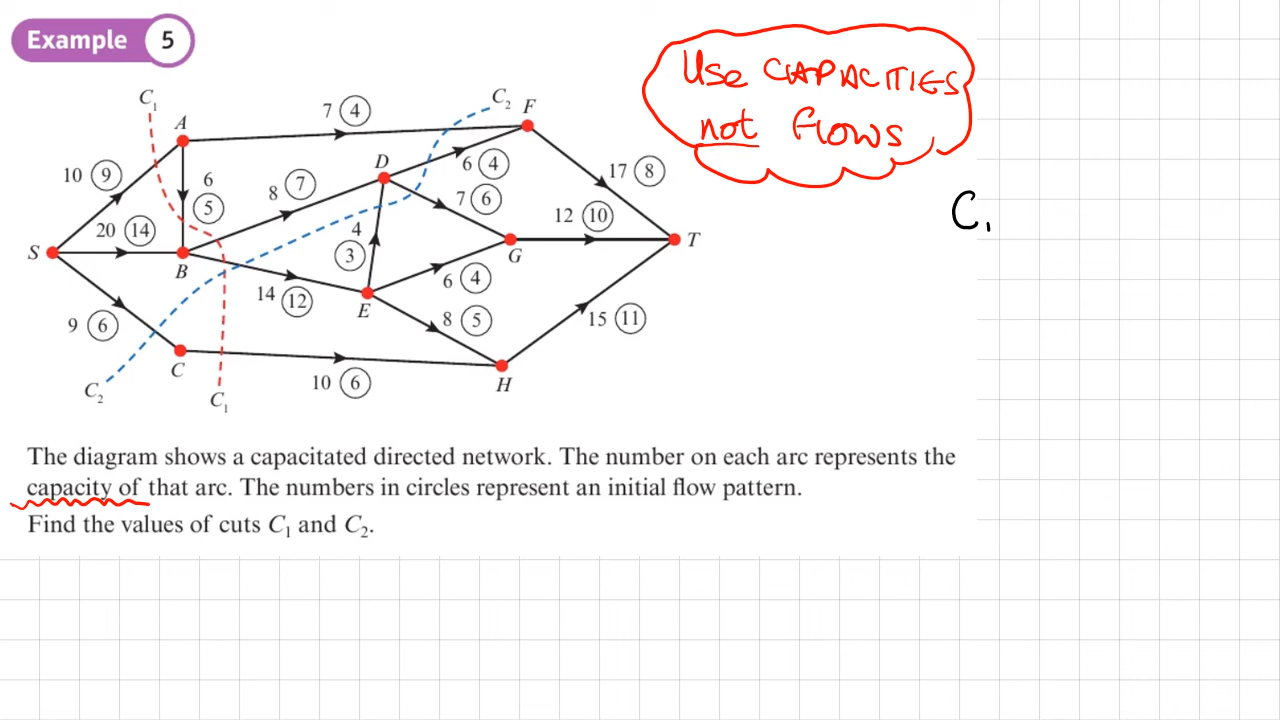 Example 5
Use CAPACITIES
not FLOWS
C₁
C₂ F
7 4
A
D
6 4
17 8
10 9
6
5
8 7
7 6
12 10
20 14
4
3
S
B
G
T
6 4
14 12
E
8 5
15 11
9 6
C
10 6
H
C₂
C₁
C₁
The diagram shows a capacitated directed network. The number on each arc represents the
capacity of that arc. The numbers in circles represent an initial flow pattern.
Find the values of cuts C₁ and C₂.